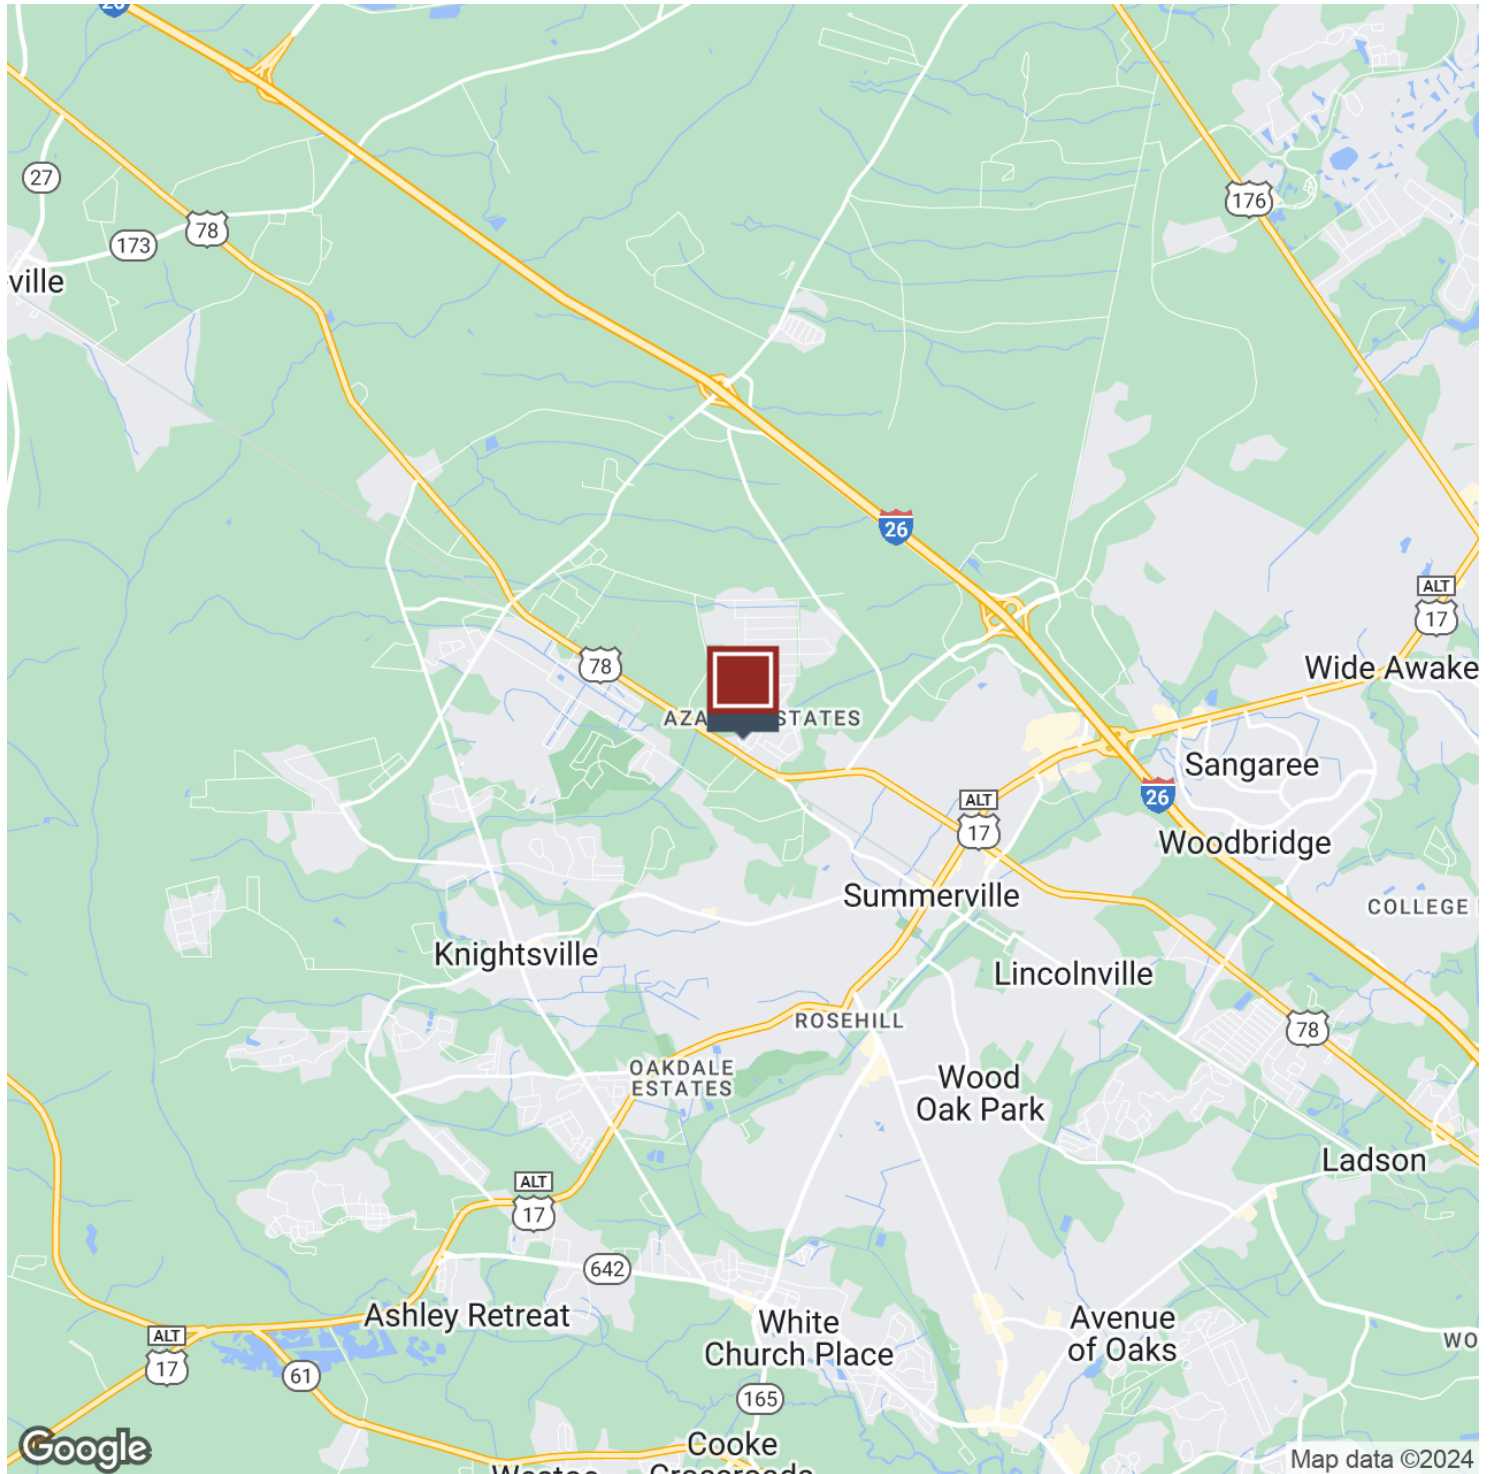 26
27
173
78
176
ville
26
ALT
17
78
Wide Awake
AZA STATES
Sangaree
26
ALT
17
Woodbridge
Summerville
COLLEGE
Knightsville
Lincolnville
ROSEHILL
78
OAKDALE
ESTATES
Wood
Oak Park
Ladson
ALT
17
642
Ashley Retreat
White
Church Place
Avenue
of Oaks
ALT
17
61
WO
165
Cooke
Crossroads
Google
Map data ©2024